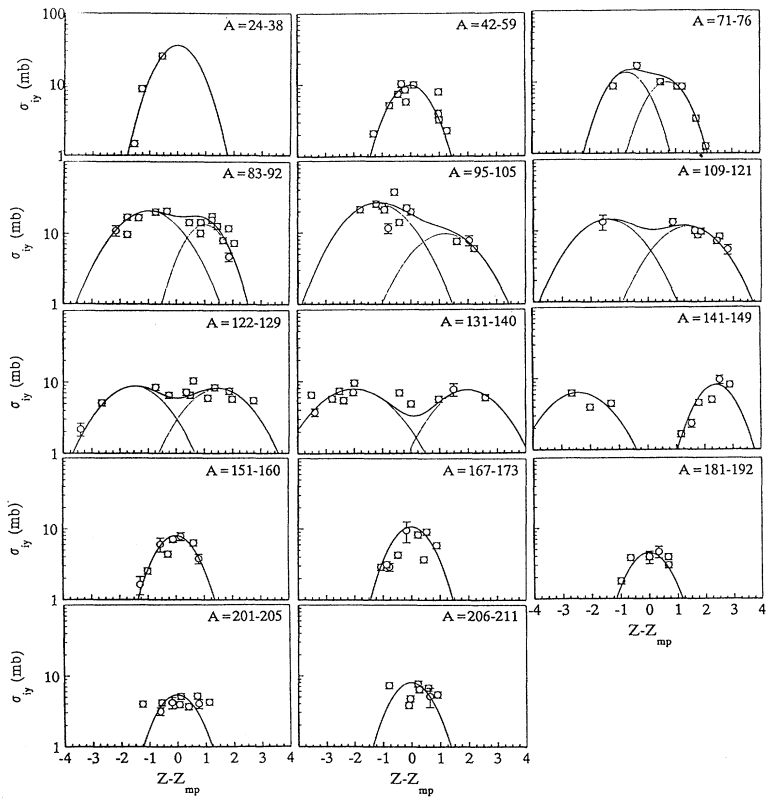 100 A = 24-38 A = 42-59 A = 71-76
σiy (mb)
10
1
A = 83-92 A = 95-105 A = 109-121
σiy (mb)
10
1
A = 122-129 A = 131-140 A = 141-149
σiy (mb)
10
1
A = 151-160 A = 167-173 A = 181-192
σiy (mb)
10
1
-4 -3 -2 -1 0 1 2 3 4
Z-Zmp
A = 201-205 A = 206-211
σiy (mb)
10
1
-4 -3 -2 -1 0 1 2 3 4 -3 -2 -1 0 1 2 3 4
Z-Zmp Z-Zmp